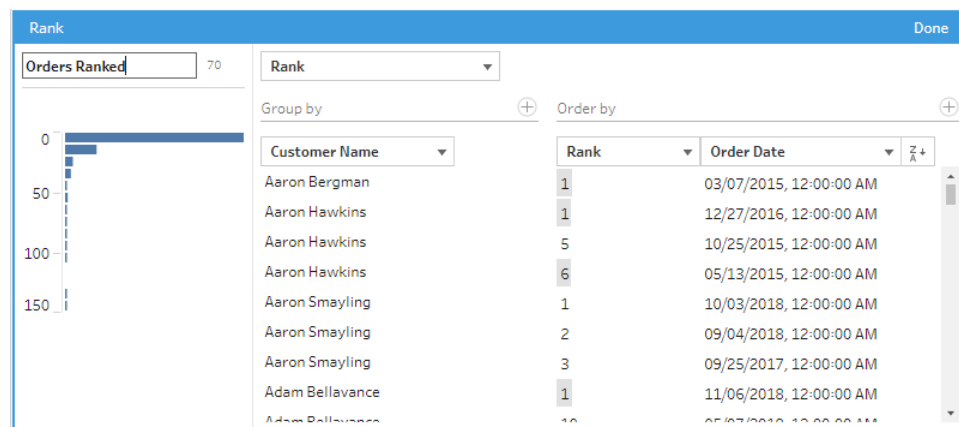 Rank Done
Orders Ranked 70 Rank
Group by Order by
Customer Name Rank Order Date
0
50
100
150
Aaron Bergman 1 03/07/2015, 12:00:00 AM
Aaron Hawkins 1 12/27/2016, 12:00:00 AM
Aaron Hawkins 5 10/25/2015, 12:00:00 AM
Aaron Hawkins 6 05/13/2015, 12:00:00 AM
Aaron Smayling 1 10/03/2018, 12:00:00 AM
Aaron Smayling 2 09/04/2018, 12:00:00 AM
Aaron Smayling 3 09/25/2017, 12:00:00 AM
Adam Bellavance 1 11/06/2018, 12:00:00 AM